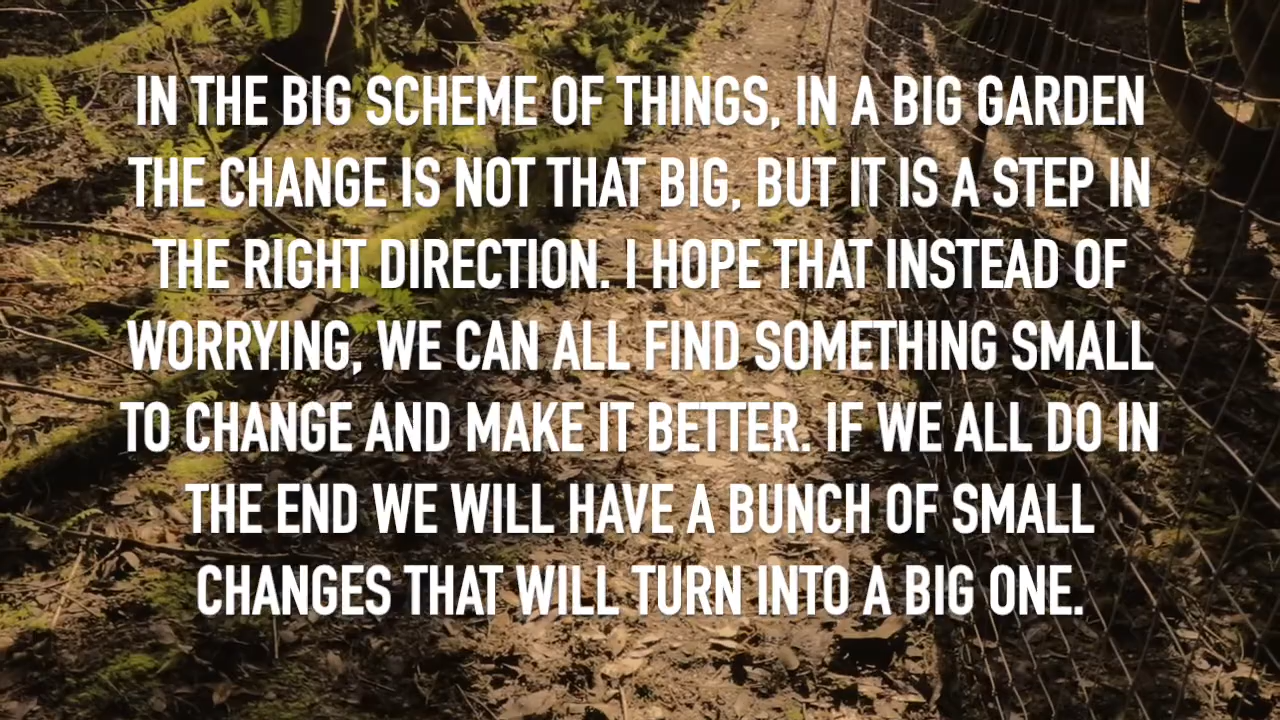 IN THE BIG SCHEME OF THINGS, IN A BIG GARDEN
THE CHANGE IS NOT THAT BIG, BUT IT IS A STEP IN
THE RIGHT DIRECTION. I HOPE THAT INSTEAD OF
WORRYING, WE CAN ALL FIND SOMETHING SMALL
TO CHANGE AND MAKE IT BETTER. IF WE ALL DO IN
THE END WE WILL HAVE A BUNCH OF SMALL
CHANGES THAT WILL TURN INTO A BIG ONE.